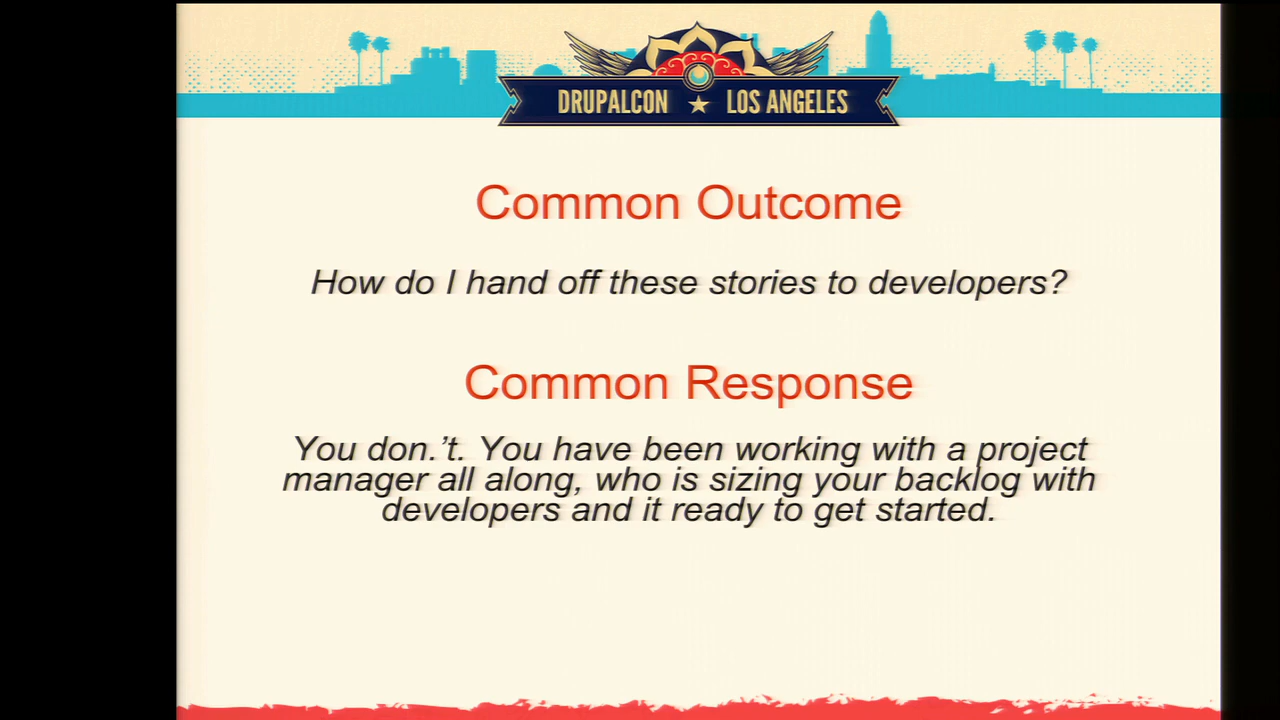 DRUPALCON ★ LOS ANGELES
Common Outcome
How do I hand off these stories to developers?
Common Response
You don.’t. You have been working with a project
manager all along, who is sizing your backlog with
developers and it ready to get started.